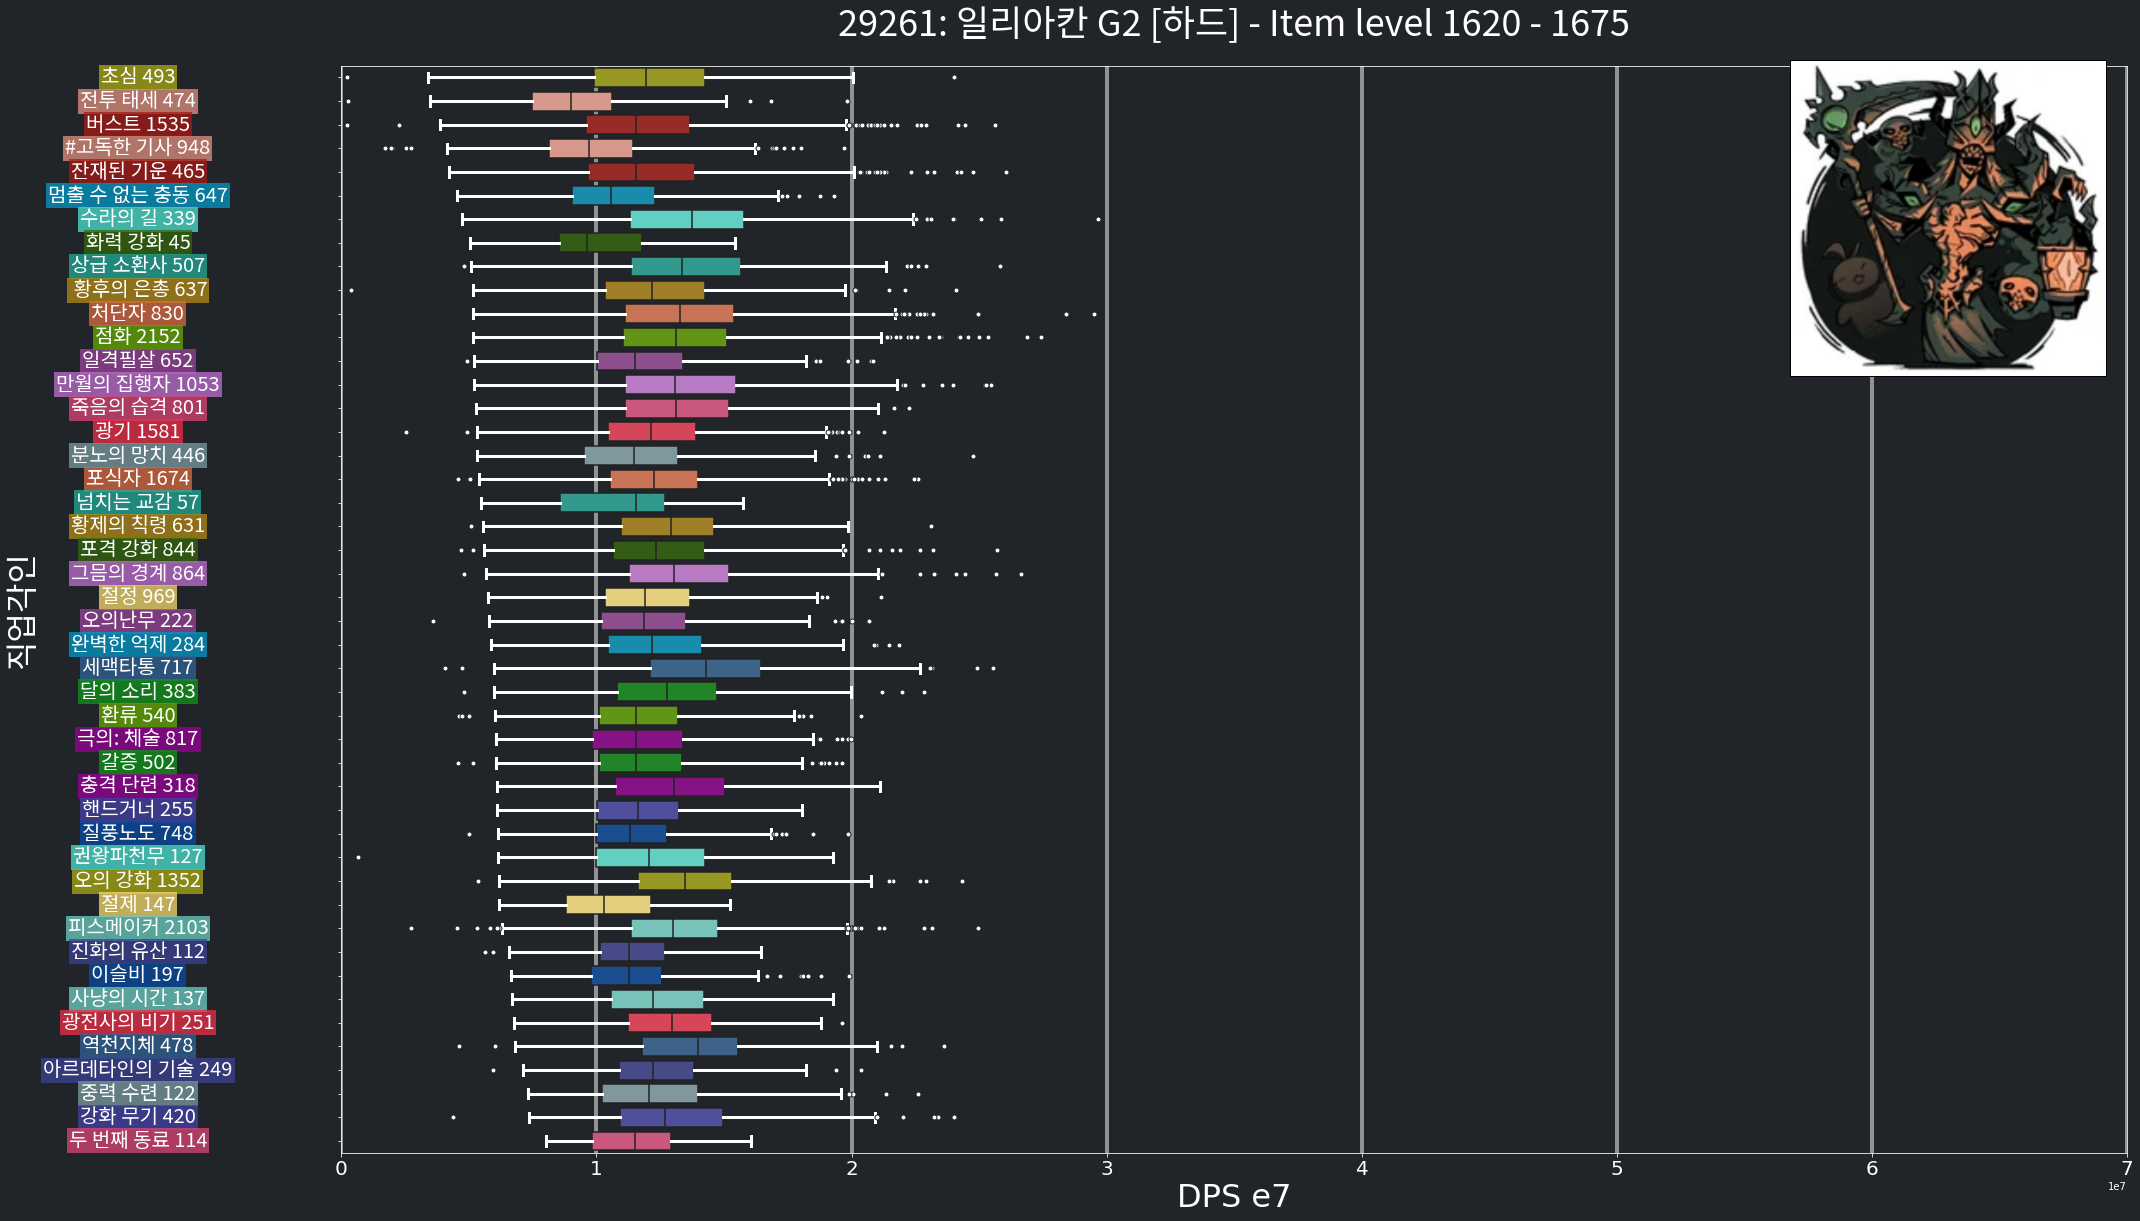 29261: 일리아칸 G2 [하드] - Item level 1620 - 1675
초심 493
전투 태세 474
버스트 1535
#고독한 기사 948
잔재된 기운 465
멈출 수 없는 충동 647
수라의 길 339
화력 강화 45
상급 소환사 507
황후의 은총 637
처단자 830
점화 2152
일격필살 652
만월의 집행자 1053
죽음의 습격 801
광기 1581
분노의 망치 446
포식자 1674
넘치는 교감 57
황제의 칙령 631
포격 강화 844
그믐의 경계 864
절정 969
오의난무 222
완벽한 억제 284
세맥타통 717
달의 소리 383
환류 540
극의: 체술 817
갈증 502
충격 단련 318
핸드거너 255
질풍노도 748
권왕파천무 127
오의 강화 1352
절제 147
피스메이커 2103
진화의 유산 112
이슬비 197
사냥의 시간 137
광전사의 비기 251
역천지체 478
아르데타인의 기술 249
중력 수련 122
강화 무기 420
두 번째 동료 114
직업각인
0 1 2 3 4 5 6 7
1e7
DPS e7